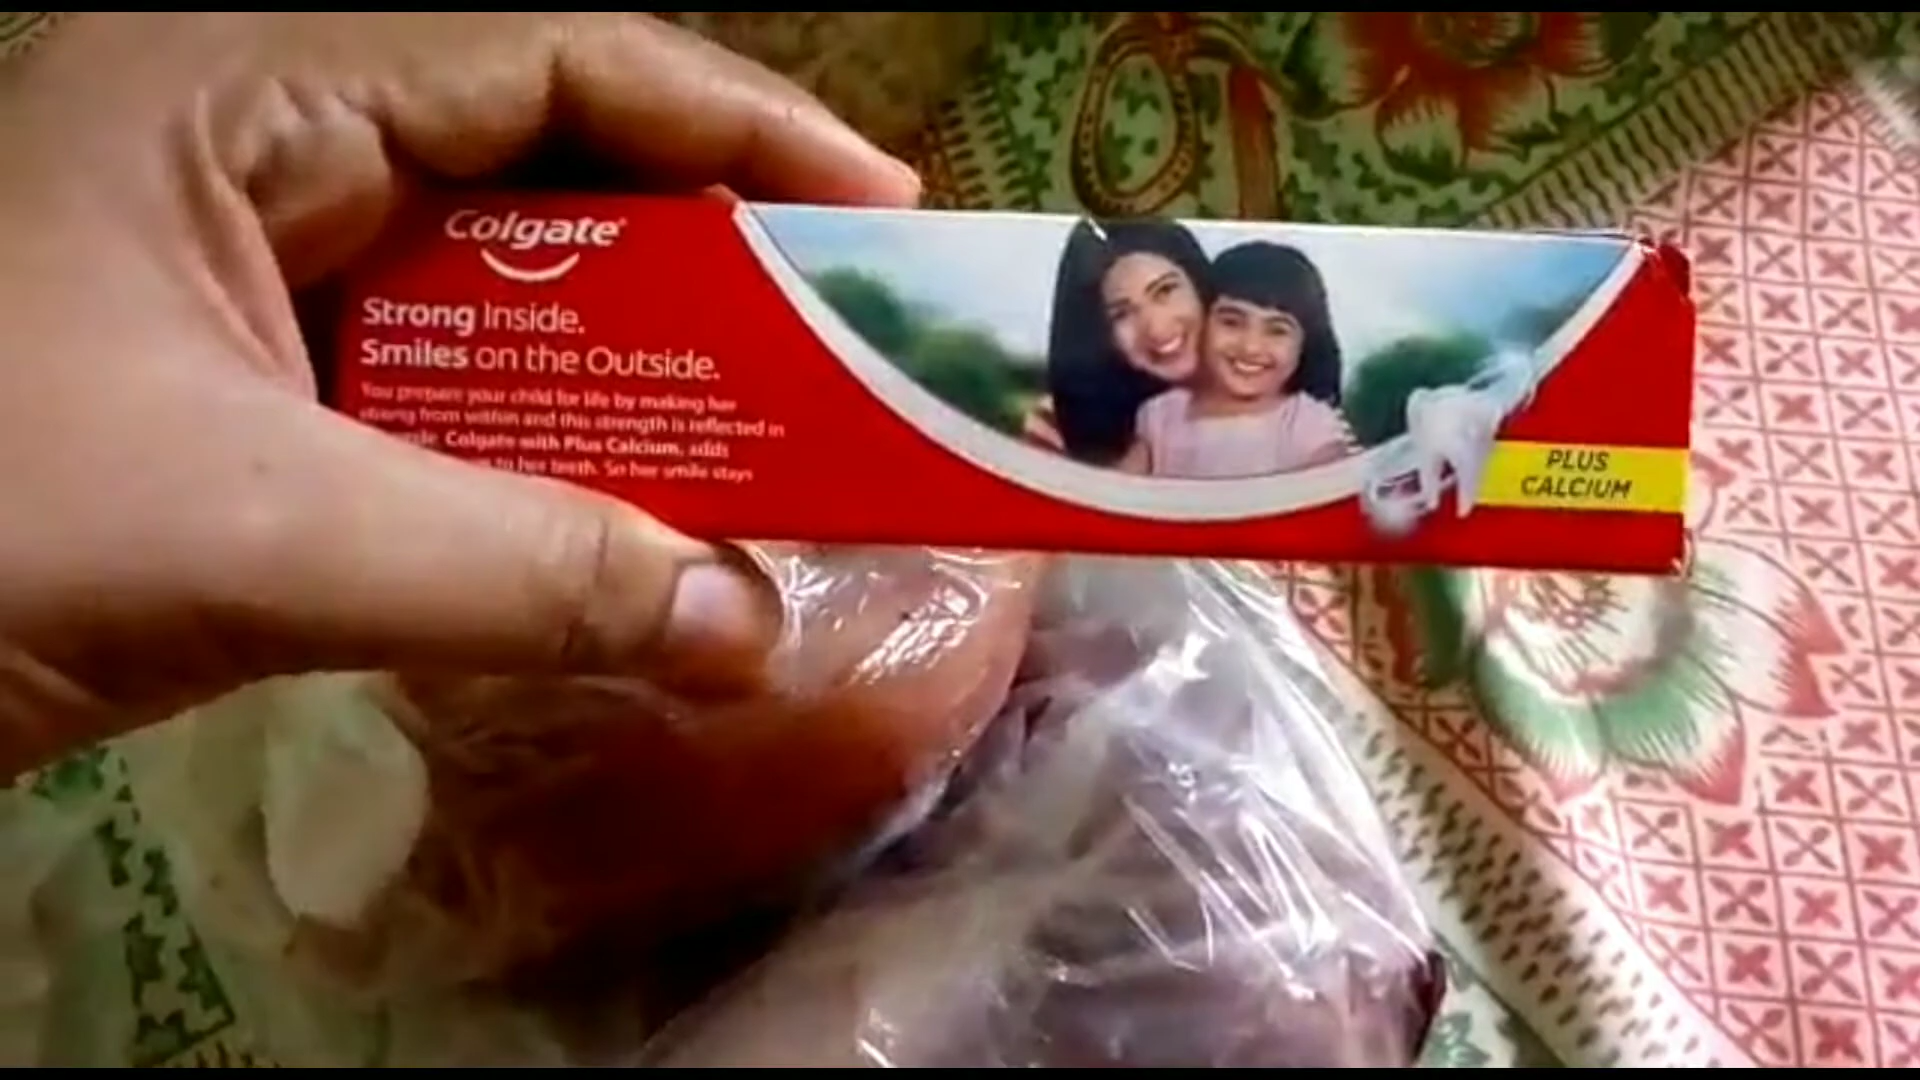 Colgate
Strong Inside.
Smiles on the Outside.
You prepare your child for life by making her
strong from within and this strength is reflected in
Colgate with Plus Calcium, adds
to her teeth. So her smile stays
PLUS
CALCIUM